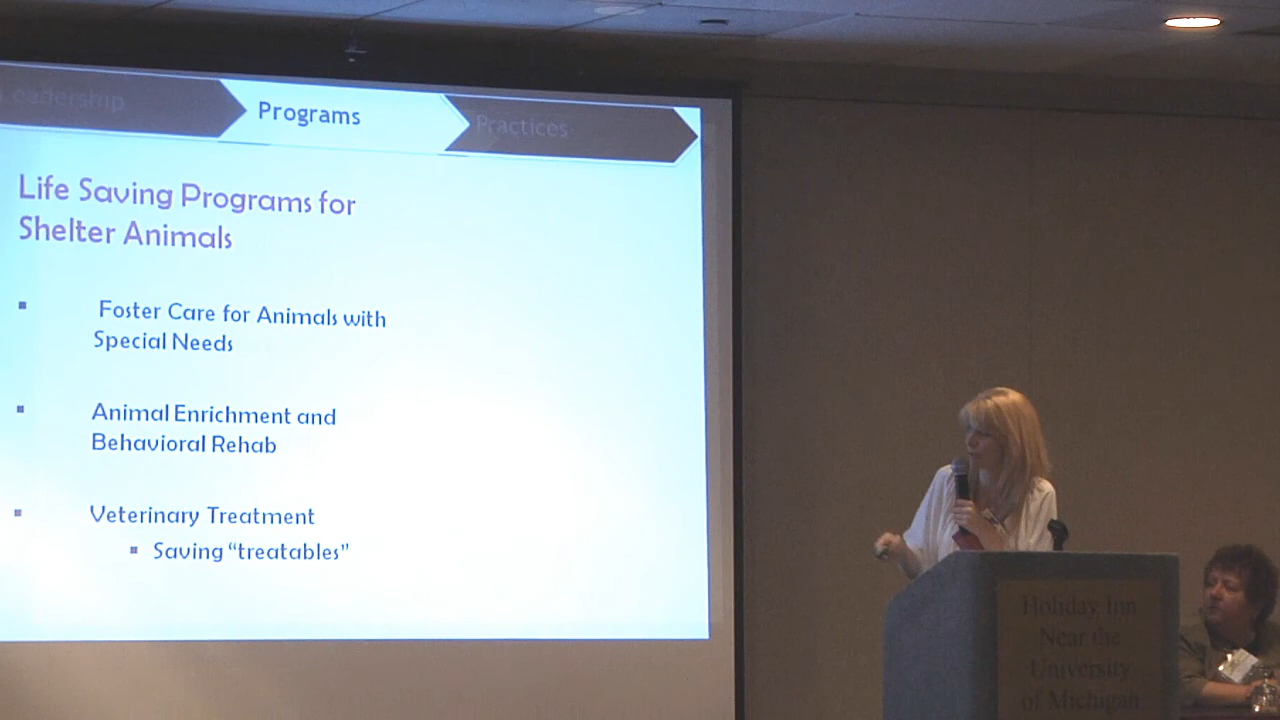 Leadership
Programs
Practices
Life Saving Programs for
Shelter Animals
Foster Care for Animals with
Special Needs
Animal Enrichment and
Behavioral Rehab
Veterinary Treatment
Saving “treatables”
Holiday Inn
Near the
University
of Michigan